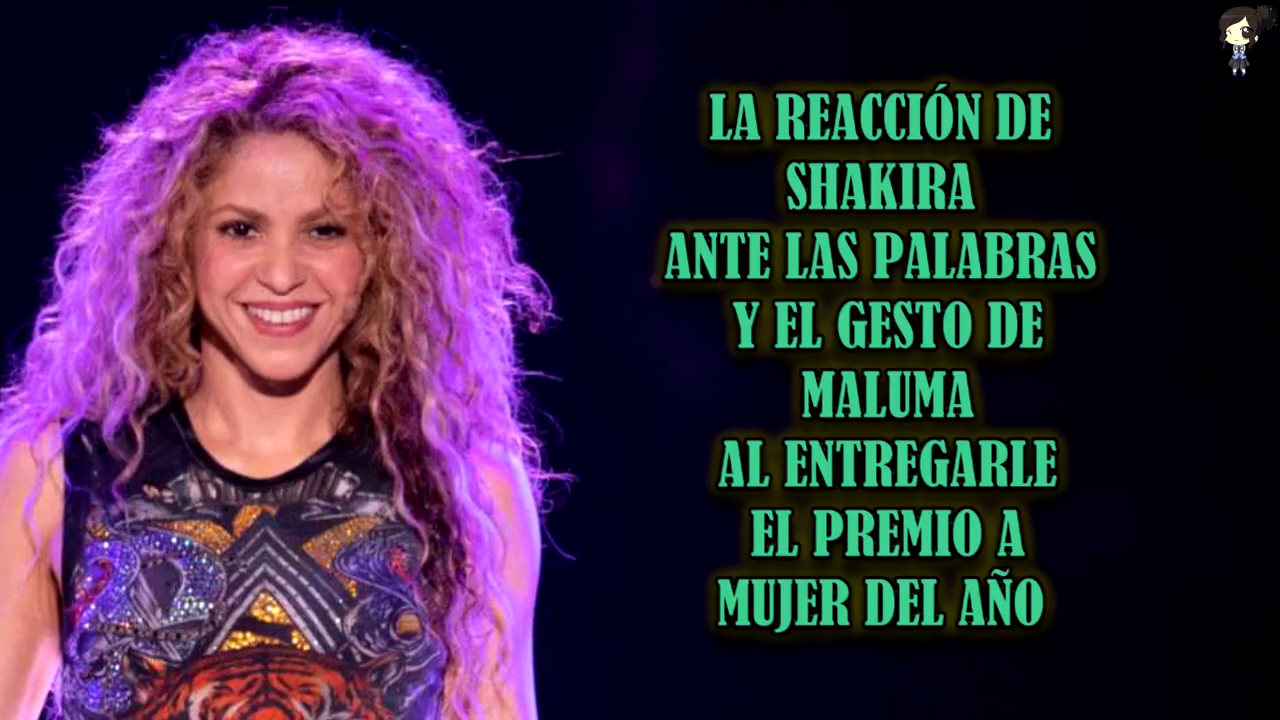 LA REACCIÓN DE
SHAKIRA
ANTE LAS PALABRAS
Y EL GESTO DE
MALUMA
AL ENTREGARLE
EL PREMIO A
MUJER DEL AÑO